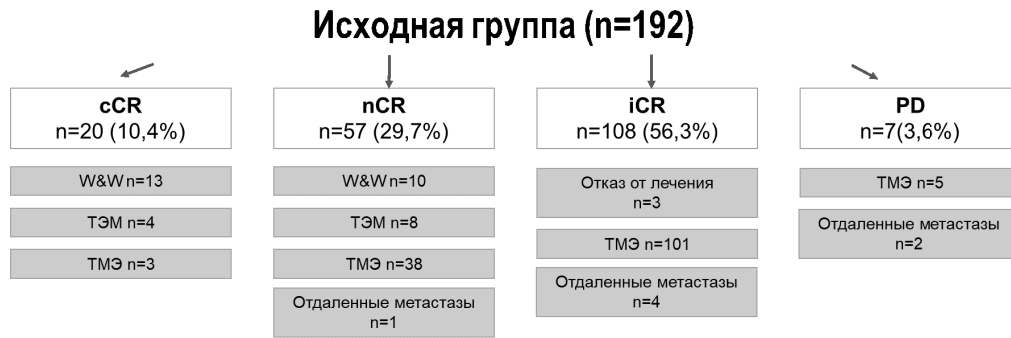 Исходная группа (n=192)
cCR
n=20 (10,4%)
W&W n=13
ТЭМ n=4
ТМЭ n=3
nCR
n=57 (29,7%)
W&W n=10
ТЭМ n=8
ТМЭ n=38
Отдаленные метастазы
n=1
iCR
n=108 (56,3%)
Отказ от лечения
n=3
ТМЭ n=101
Отдаленные метастазы
n=4
PD
n=7(3,6%)
ТМЭ n=5
Отдаленные метастазы
n=2